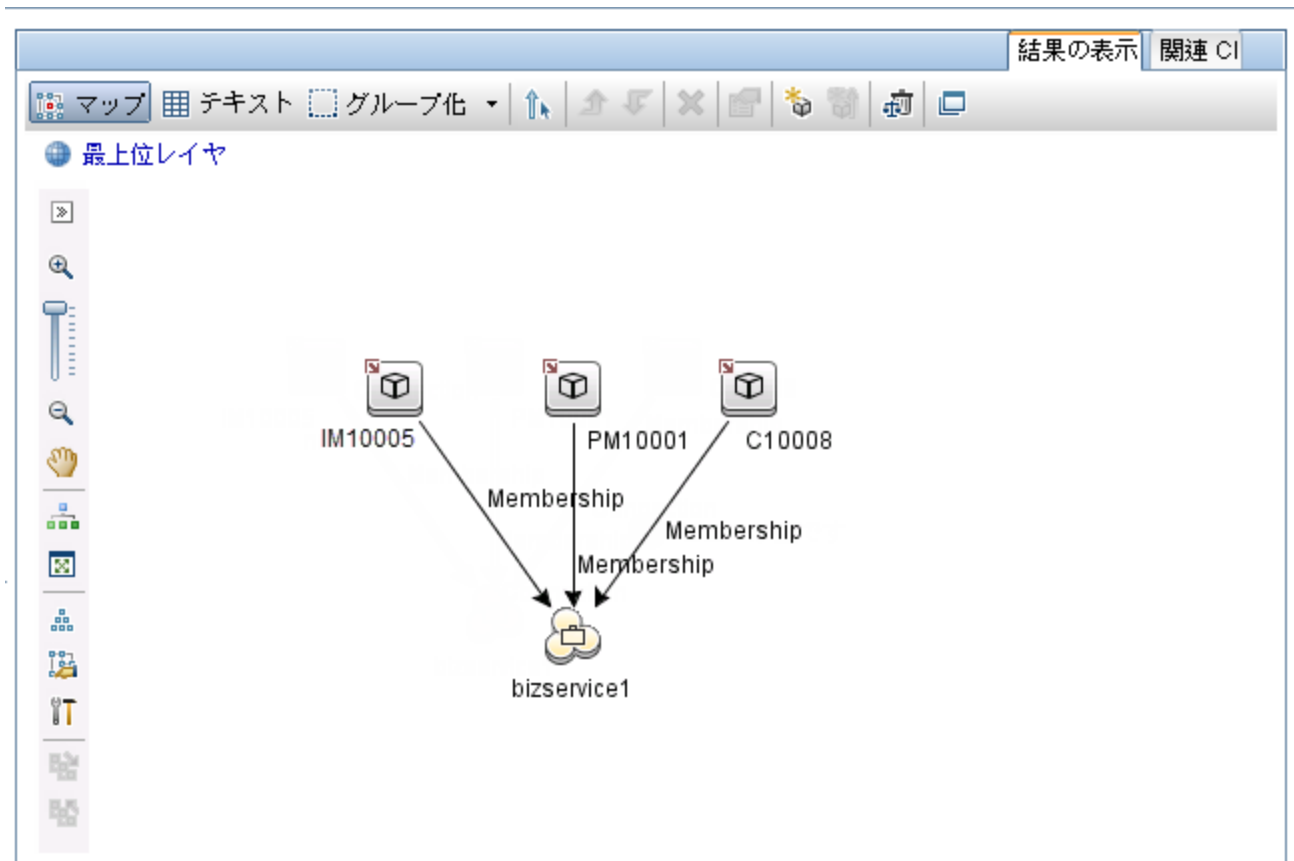 結果の表示 関連 CI
マップ テキスト グループ化
最上位レイヤ
IM10005 PM10001 C10008
Membership
Membership
Membership
bizservice1